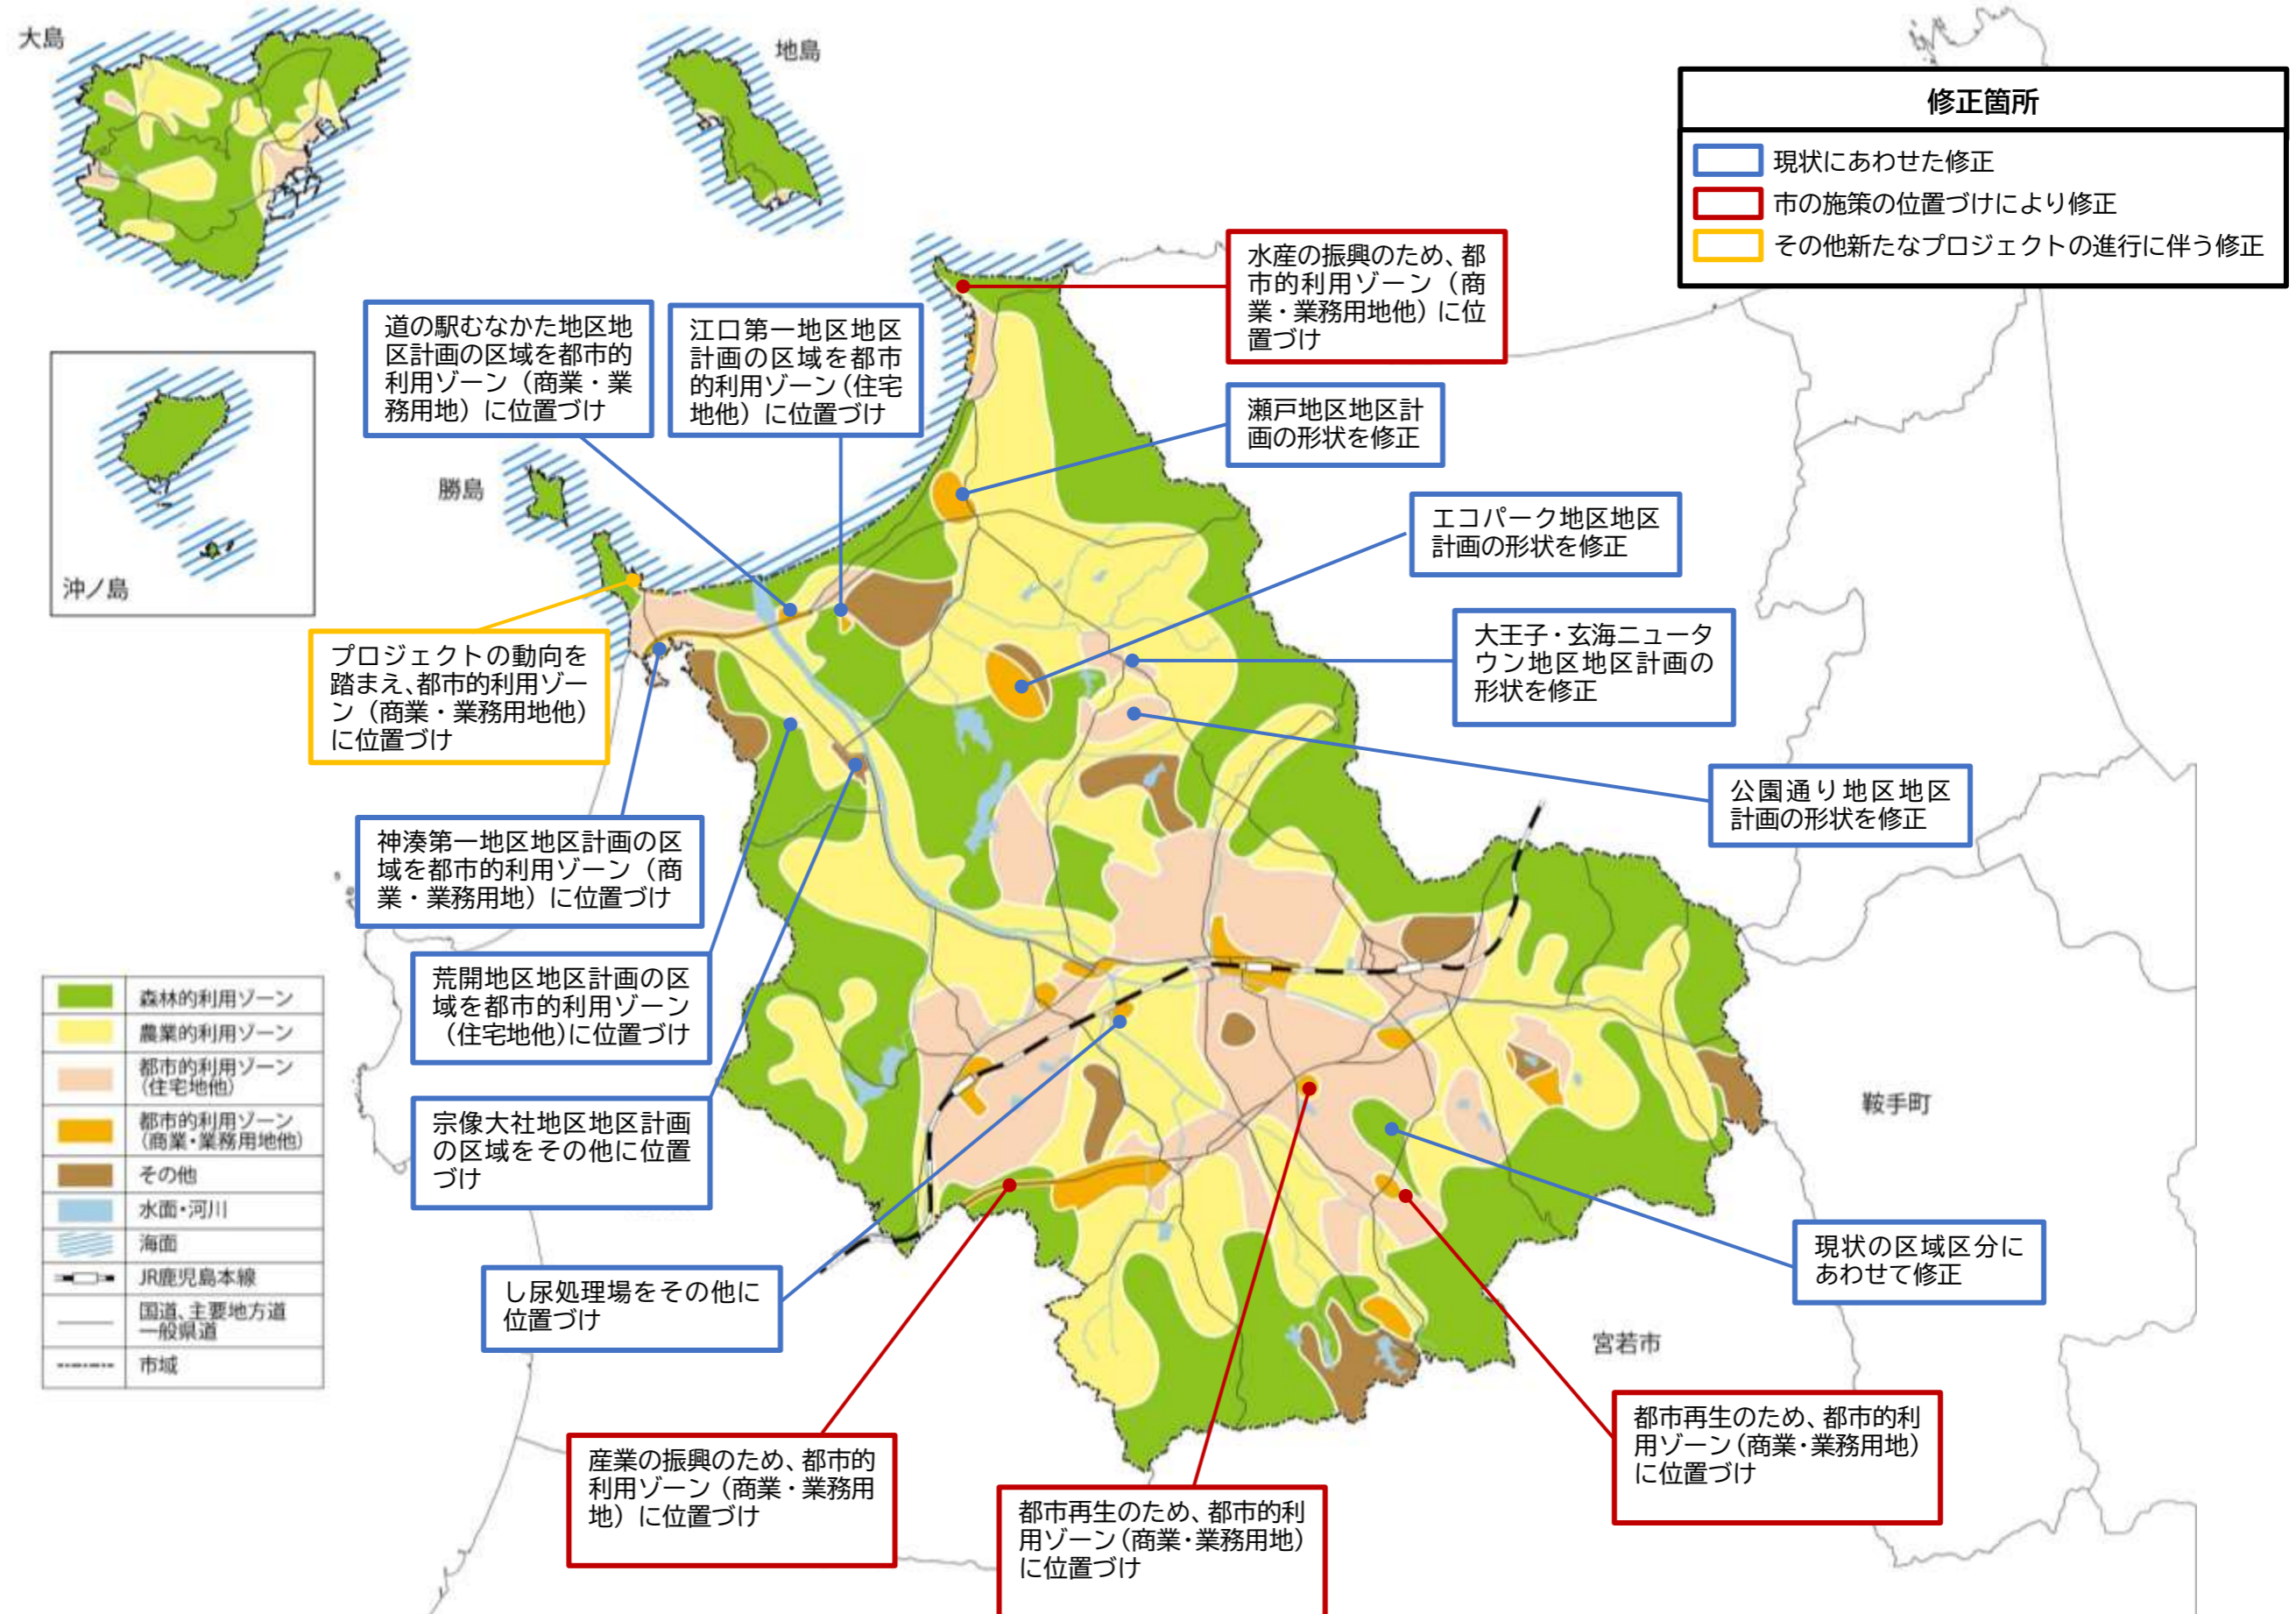 大島
地島
修正箇所
現状にあわせた修正
市の施策の位置づけにより修正
その他新たなプロジェクトの進行に伴う修正
水産の振興のため、都
市的利用ゾーン（商
業・業務用地他）に位
置づけ
道の駅むなかた地区地
区計画の区域を都市的
利用ゾーン（商業・業
務用地）に位置づけ
江口第一地区地区
計画の区域を都市
的利用ゾーン（住宅
地他）に位置づけ
瀬戸地区地区計
画の形状を修正
勝島
沖ノ島
エコパーク地区地区
計画の形状を修正
大王子・玄海ニュータ
ウン地区地区計画の
形状を修正
プロジェクトの動向を
踏まえ、都市的利用ゾー
ン（商業・業務用地他）
に位置づけ
公園通り地区地区
計画の形状を修正
神湊第一地区地区計画の区
域を都市的利用ゾーン（商
業・業務用地）に位置づけ
荒開地区地区計画の区
域を都市的利用ゾーン
（住宅地他）に位置づけ
宗像大社地区地区計画
の区域をその他に位置
づけ
し尿処理場をその他に
位置づけ
森林的利用ゾーン
農業的利用ゾーン
都市的利用ゾーン
（住宅地他）
都市的利用ゾーン
（商業・業務用地他）
その他
水面・河川
海面
JR鹿児島本線
国道、主要地方道
一般県道
市域
鞍手町
現状の区域区分に
あわせて修正
宮若市
産業の振興のため、都市的
利用ゾーン（商業・業務用
地）に位置づけ
都市再生のため、都市的利
用ゾーン（商業・業務用地）
に位置づけ
都市再生のため、都市的利
用ゾーン（商業・業務用地）
に位置づけ